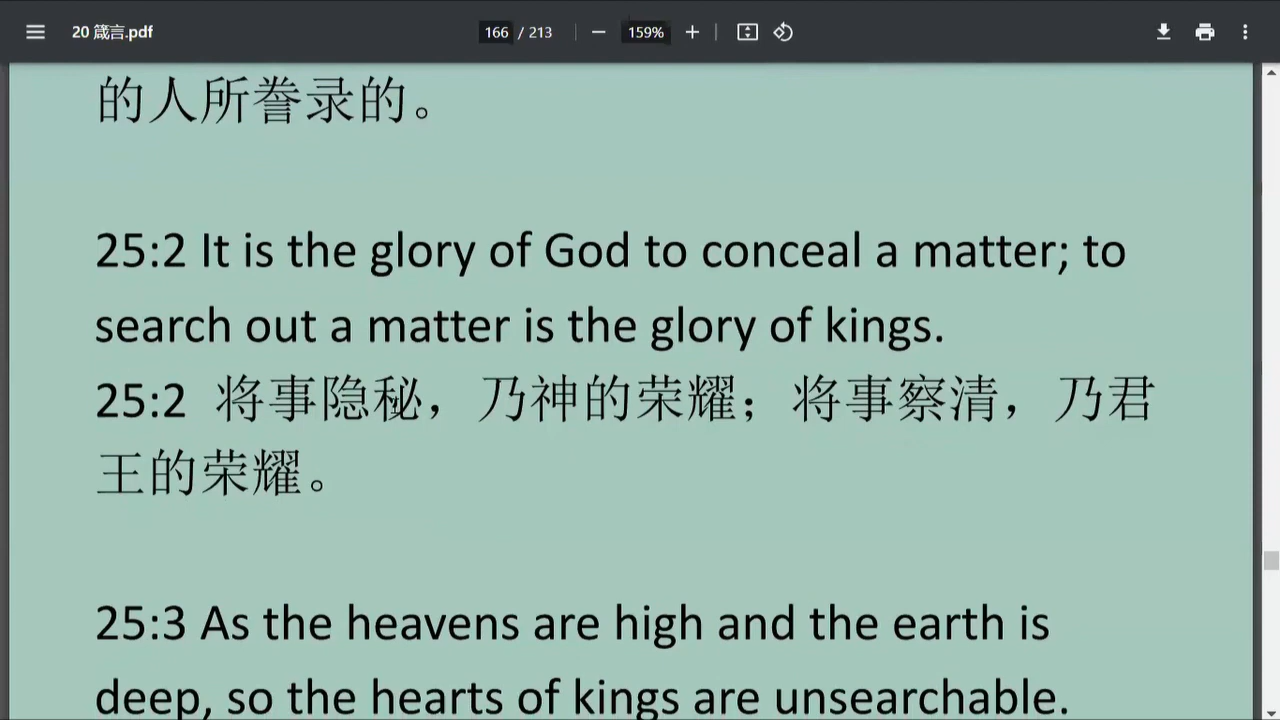 20 箴言.pdf
166 / 213
159%
的人所誊录的。
25:2 It is the glory of God to conceal a matter; to
search out a matter is the glory of kings.
25:2 将事隐秘，乃神的荣耀；将事察清，乃君
王的荣耀。
25:3 As the heavens are high and the earth is
deep, so the hearts of kings are unsearchable.